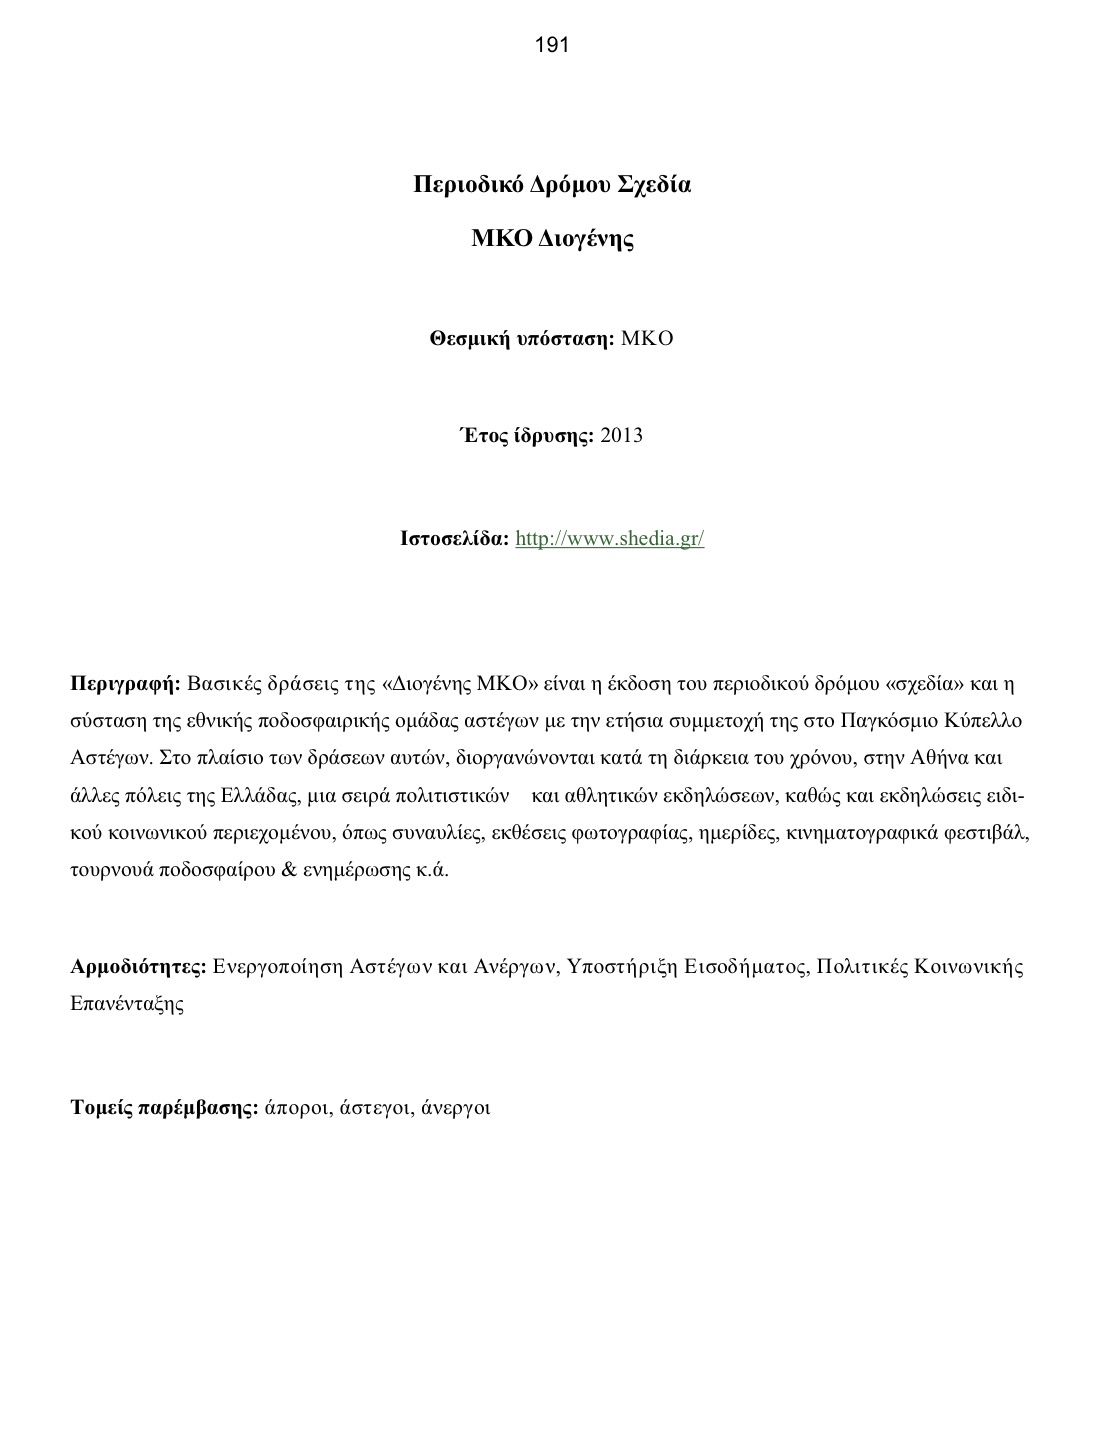 191
Περιοδικό Δρόμου Σχεδία
ΜΚΟ Διογένης
Θεσμική υπόσταση: ΜΚΟ
Έτος ίδρυσης: 2013
Ιστοσελίδα: http://www.shedia.gr/
Περιγραφή: Βασικές δράσεις της «Διογένης ΜΚΟ» είναι η έκδοση του περιοδικού δρόμου «σχεδία» και η
σύσταση της εθνικής ποδοσφαιρικής ομάδας αστέγων με την ετήσια συμμετοχή της στο Παγκόσμιο Κύπελλο
Αστέγων. Στο πλαίσιο των δράσεων αυτών, διοργανώνονται κατά τη διάρκεια του χρόνου, στην Αθήνα και
άλλες πόλεις της Ελλάδας, μια σειρά πολιτιστικών και αθλητικών εκδηλώσεων, καθώς και εκδηλώσεις ειδι-
κού κοινωνικού περιεχομένου, όπως συναυλίες, εκθέσεις φωτογραφίας, ημερίδες, κινηματογραφικά φεστιβάλ,
τουρνουά ποδοσφαίρου & ενημέρωσης κ.ά.
Αρμοδιότητες: Ενεργοποίηση Αστέγων και Ανέργων, Υποστήριξη Εισοδήματος, Πολιτικές Κοινωνικής
Επανένταξης
Τομείς παρέμβασης: άποροι, άστεγοι, άνεργοι